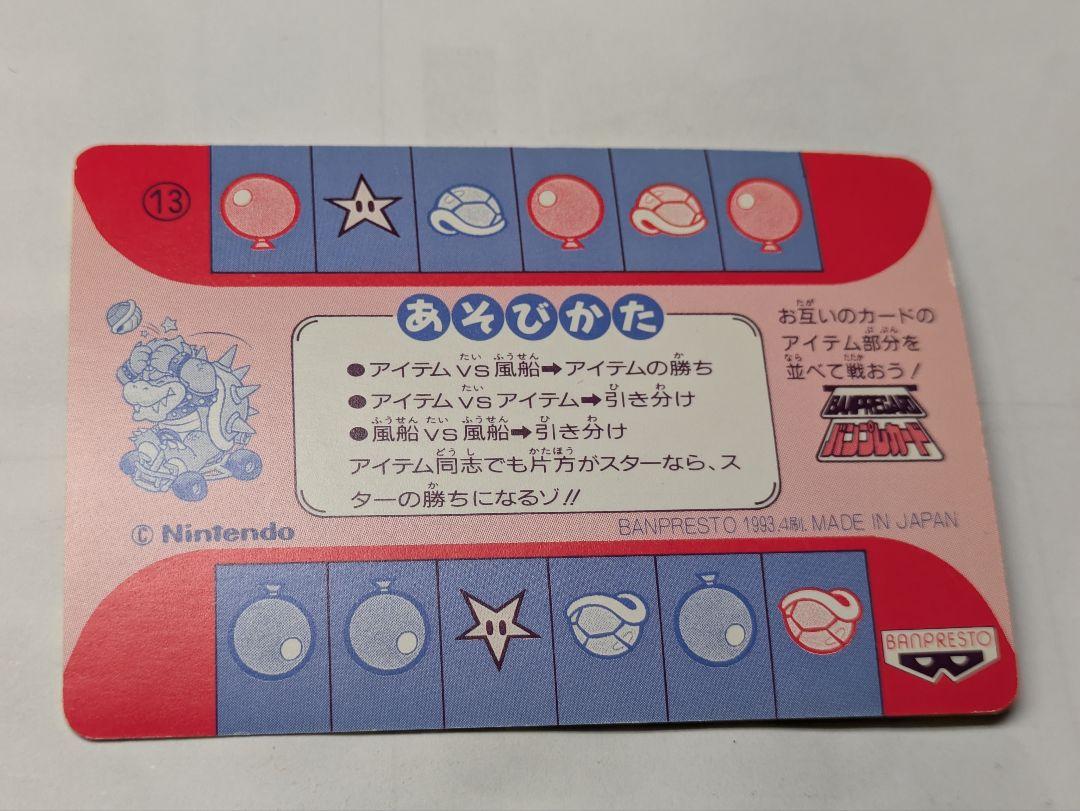 ⑬
あそびかた
●アイテムVS風船➡アイテムの勝ち
●アイテムVSアイテム➡引き分け
●風船VS風船➡引き分け
アイテム同志でも片方がスターなら、ス
ターの勝ちになるゾ!!
お互いのカードの
アイテム部分を
並べて戦おう!
BANPRECARD
バンプレカード
© Nintendo
BANPRESTO 1993.4刷. MADE IN JAPAN
BANPRESTO